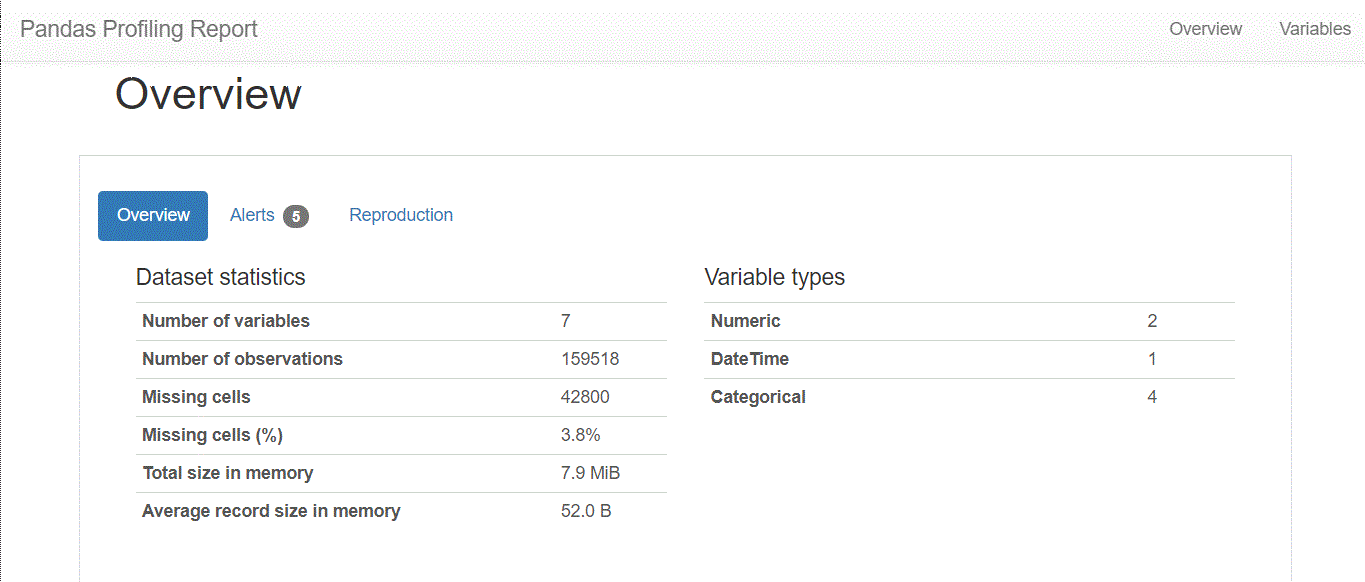 Pandas Profiling Report Overview Variables
Overview
Overview Alerts 5 Reproduction
Dataset statistics
Number of variables 7
Number of observations 159518
Missing cells 42800
Missing cells (%) 3.8%
Total size in memory 7.9 MiB
Average record size in memory 52.0 B
Variable types
Numeric 2
DateTime 1
Categorical 4